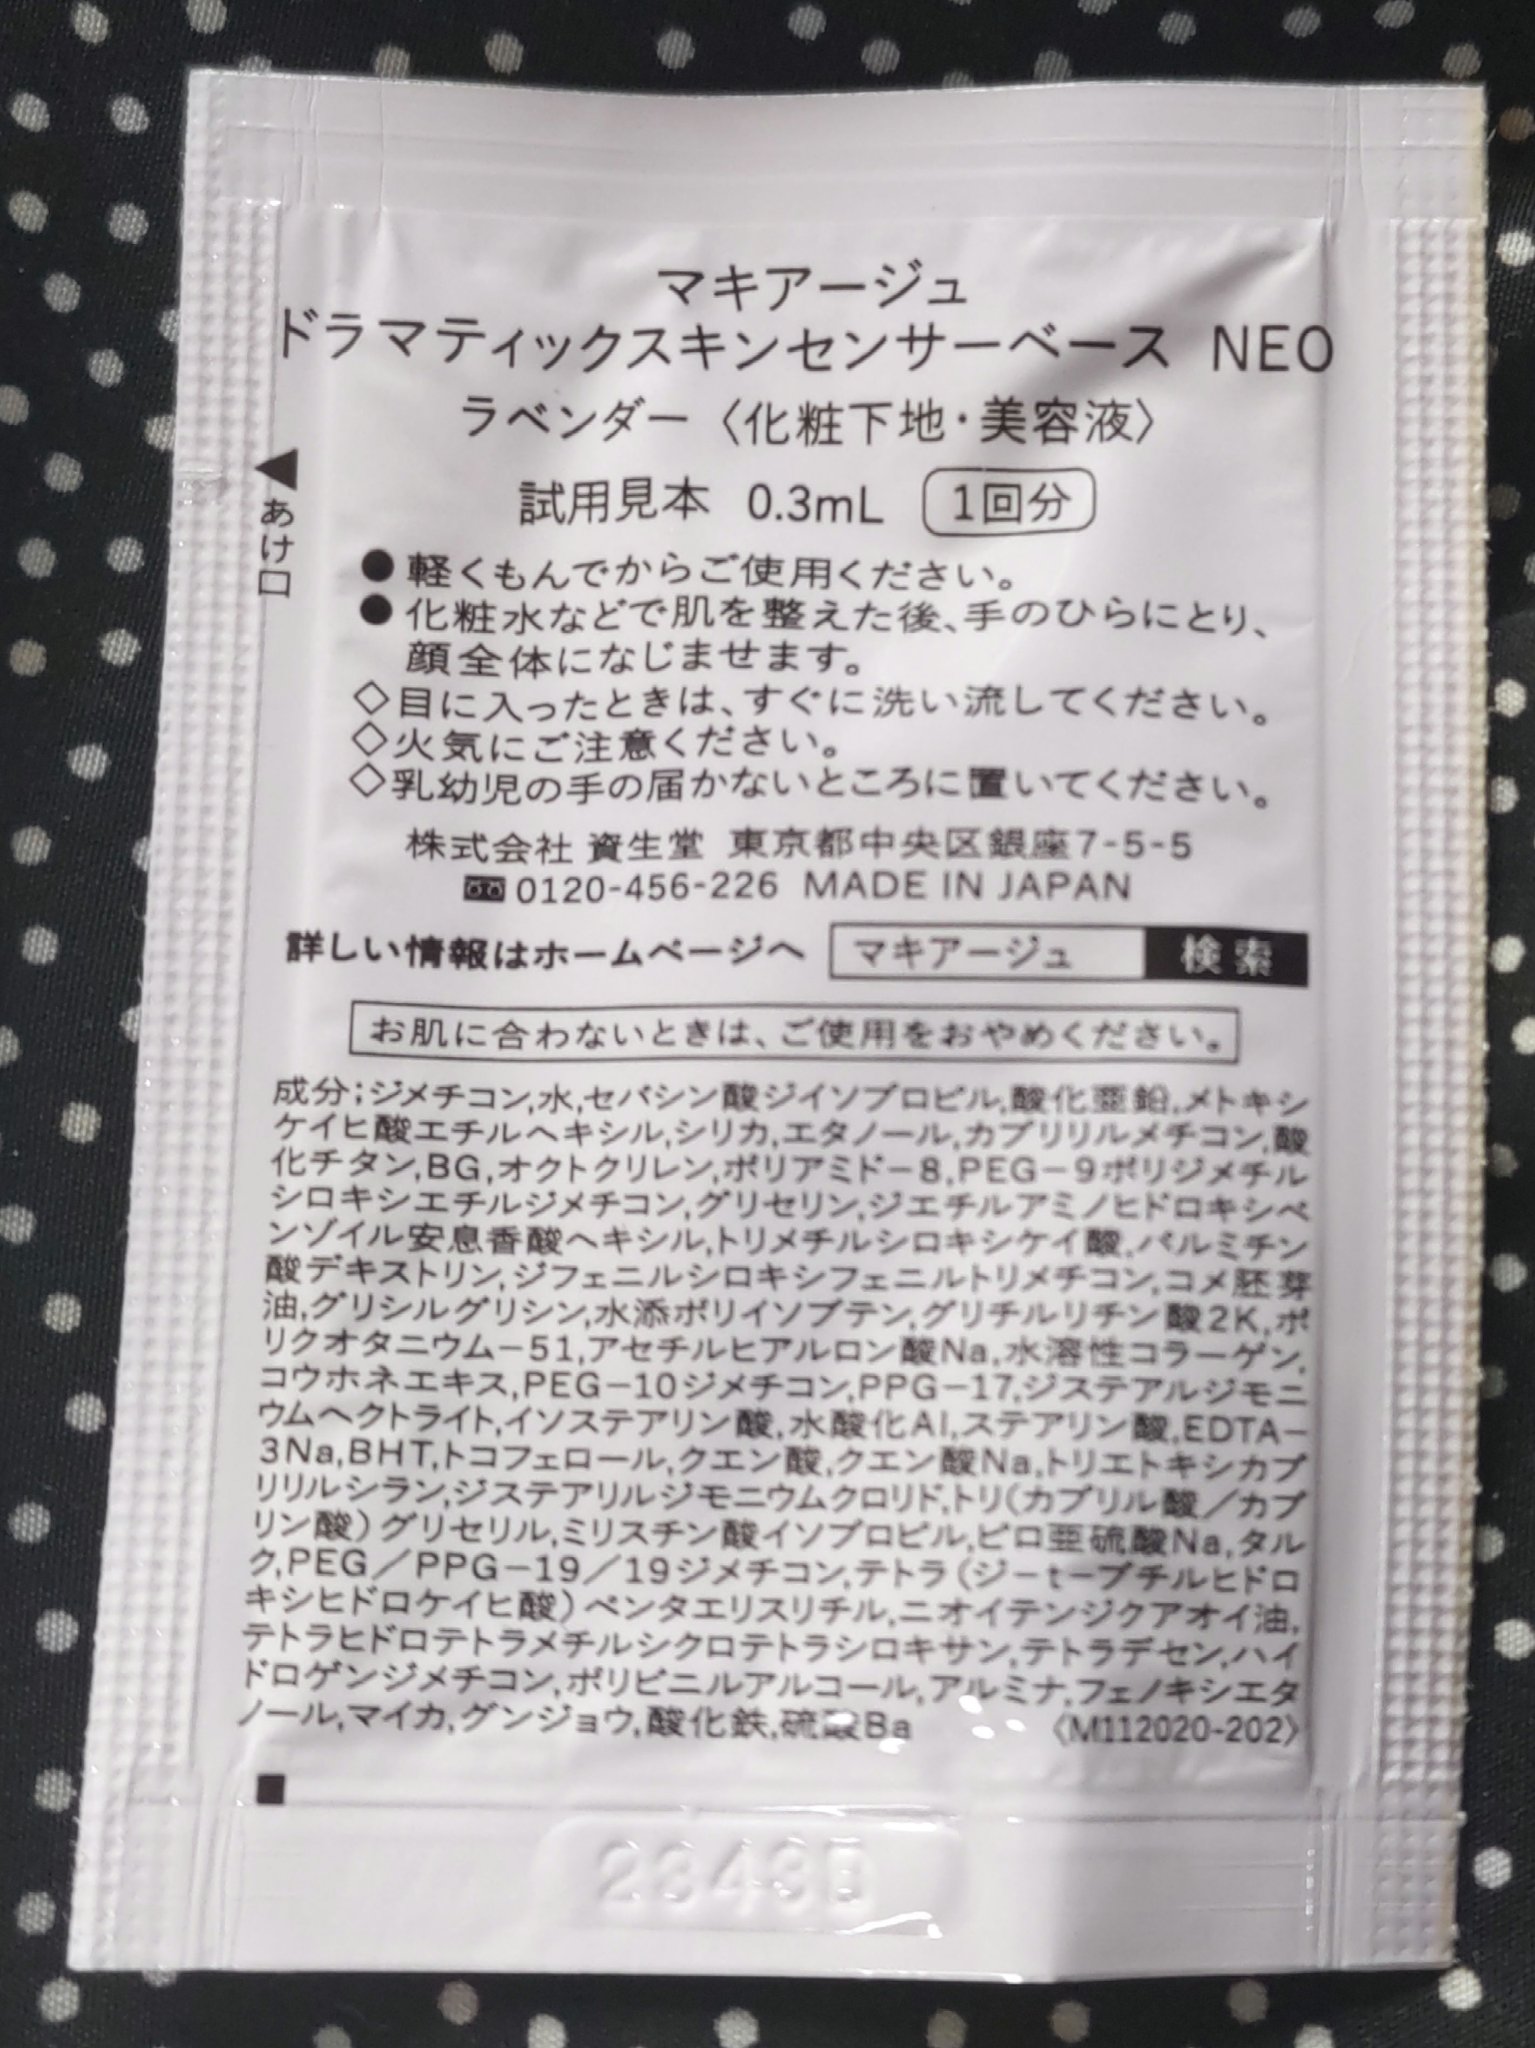 マキアージュ
ドラマティックスキンセンサーベース NEO
ラベンダー〈化粧下地・美容液〉
試用見本 0.3mL 1回分
◀あけ口
●軽くもんでからご使用ください。
●化粧水などで肌を整えた後、手のひらにとり、
顔全体になじませます。
◇目に入ったときは、すぐに洗い流してください。
◇火気にご注意ください。
◇乳幼児の手の届かないところに置いてください。
株式会社 資生堂 東京都中央区銀座7-5-5
0120-456-226 MADE IN JAPAN
詳しい情報はホームページへ マキアージュ 検索
お肌に合わないときは、ご使用をおやめください。
成分;ジメチコン,水,セバシン酸ジイソプロピル,酸化亜鉛,メトキシ
ケイヒ酸エチルヘキシル,シリカ,エタノール,カプリリルメチコン,酸
化チタン,BG,オクトクリレン,ポリアミド-8,PEG-9ポリジメチル
シロキシエチルジメチコン,グリセリン,ジエチルアミノヒドロキシベ
ンゾイル安息香酸ヘキシル,トリメチルシロキシケイ酸,パルミチン
酸デキストリン,ジフェニルシロキシフェニルトリメチコン,コメ胚芽
油,グリシルグリシン,水添ポリイソブテン,グリチルリチン酸2K,ポ
リクオタニウム-51,アセチルヒアルロン酸Na,水溶性コラーゲン,
コウホネエキス,PEG-10ジメチコン,PPG-17,ジステアルジモニ
ウムヘクトライト,イソステアリン酸,水酸化Al,ステアリン酸,EDTA-
3Na,BHT,トコフェロール,クエン酸,クエン酸Na,トリエトキシカプ
リリルシラン,ジステアリルジモニウムクロリド,トリ(カプリル酸/カプ
リン酸)グリセリル,ミリスチン酸イソプロピル,ピロ亜硫酸Na,タル
ク,PEG/PPG-19/19ジメチコン,テトラ(ジ-t-ブチルヒドロ
キシヒドロケイヒ酸)ペンタエリスリチル,ニオイテンジクアオイ油,
テトラヒドロテトラメチルシクロテトラシロキサン,テトラデセン,ハイ
ドロゲンジメチコン,ポリビニルアルコール,アルミナ,フェノキシエタ
ノール,マイカ,グンジョウ,酸化鉄,硫酸Ba 〈M112020-202〉